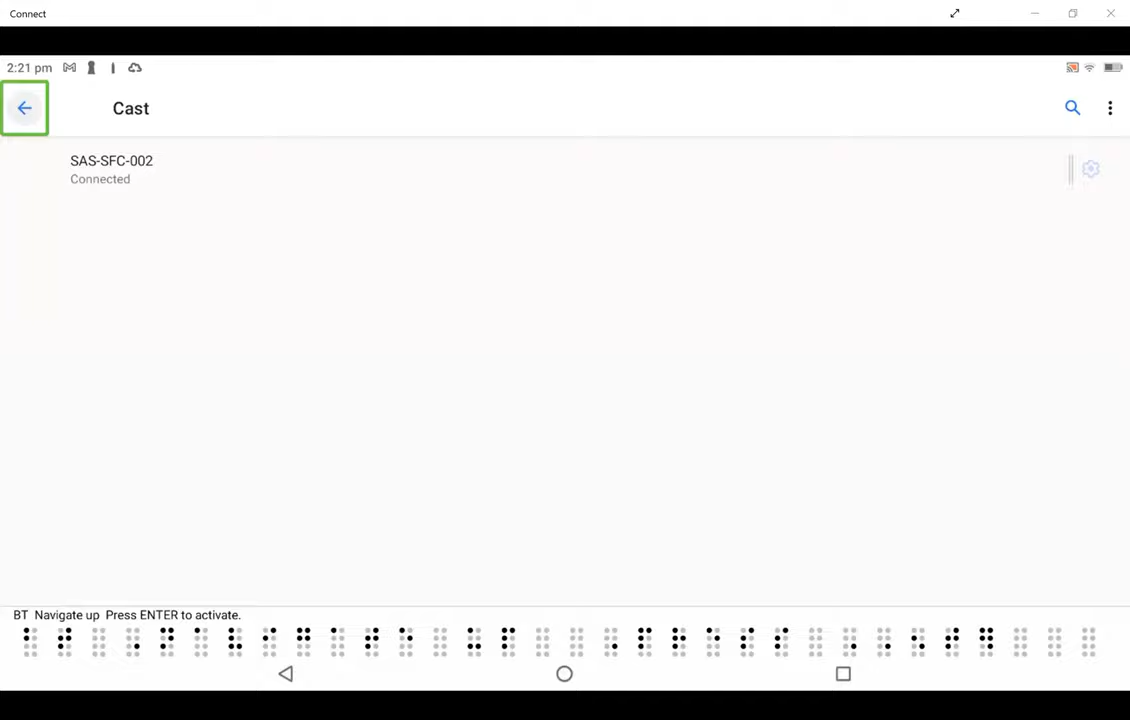 Connect
2:21 pm
Cast
SAS-SFC-002
Connected
BT Navigate up Press ENTER to activate.